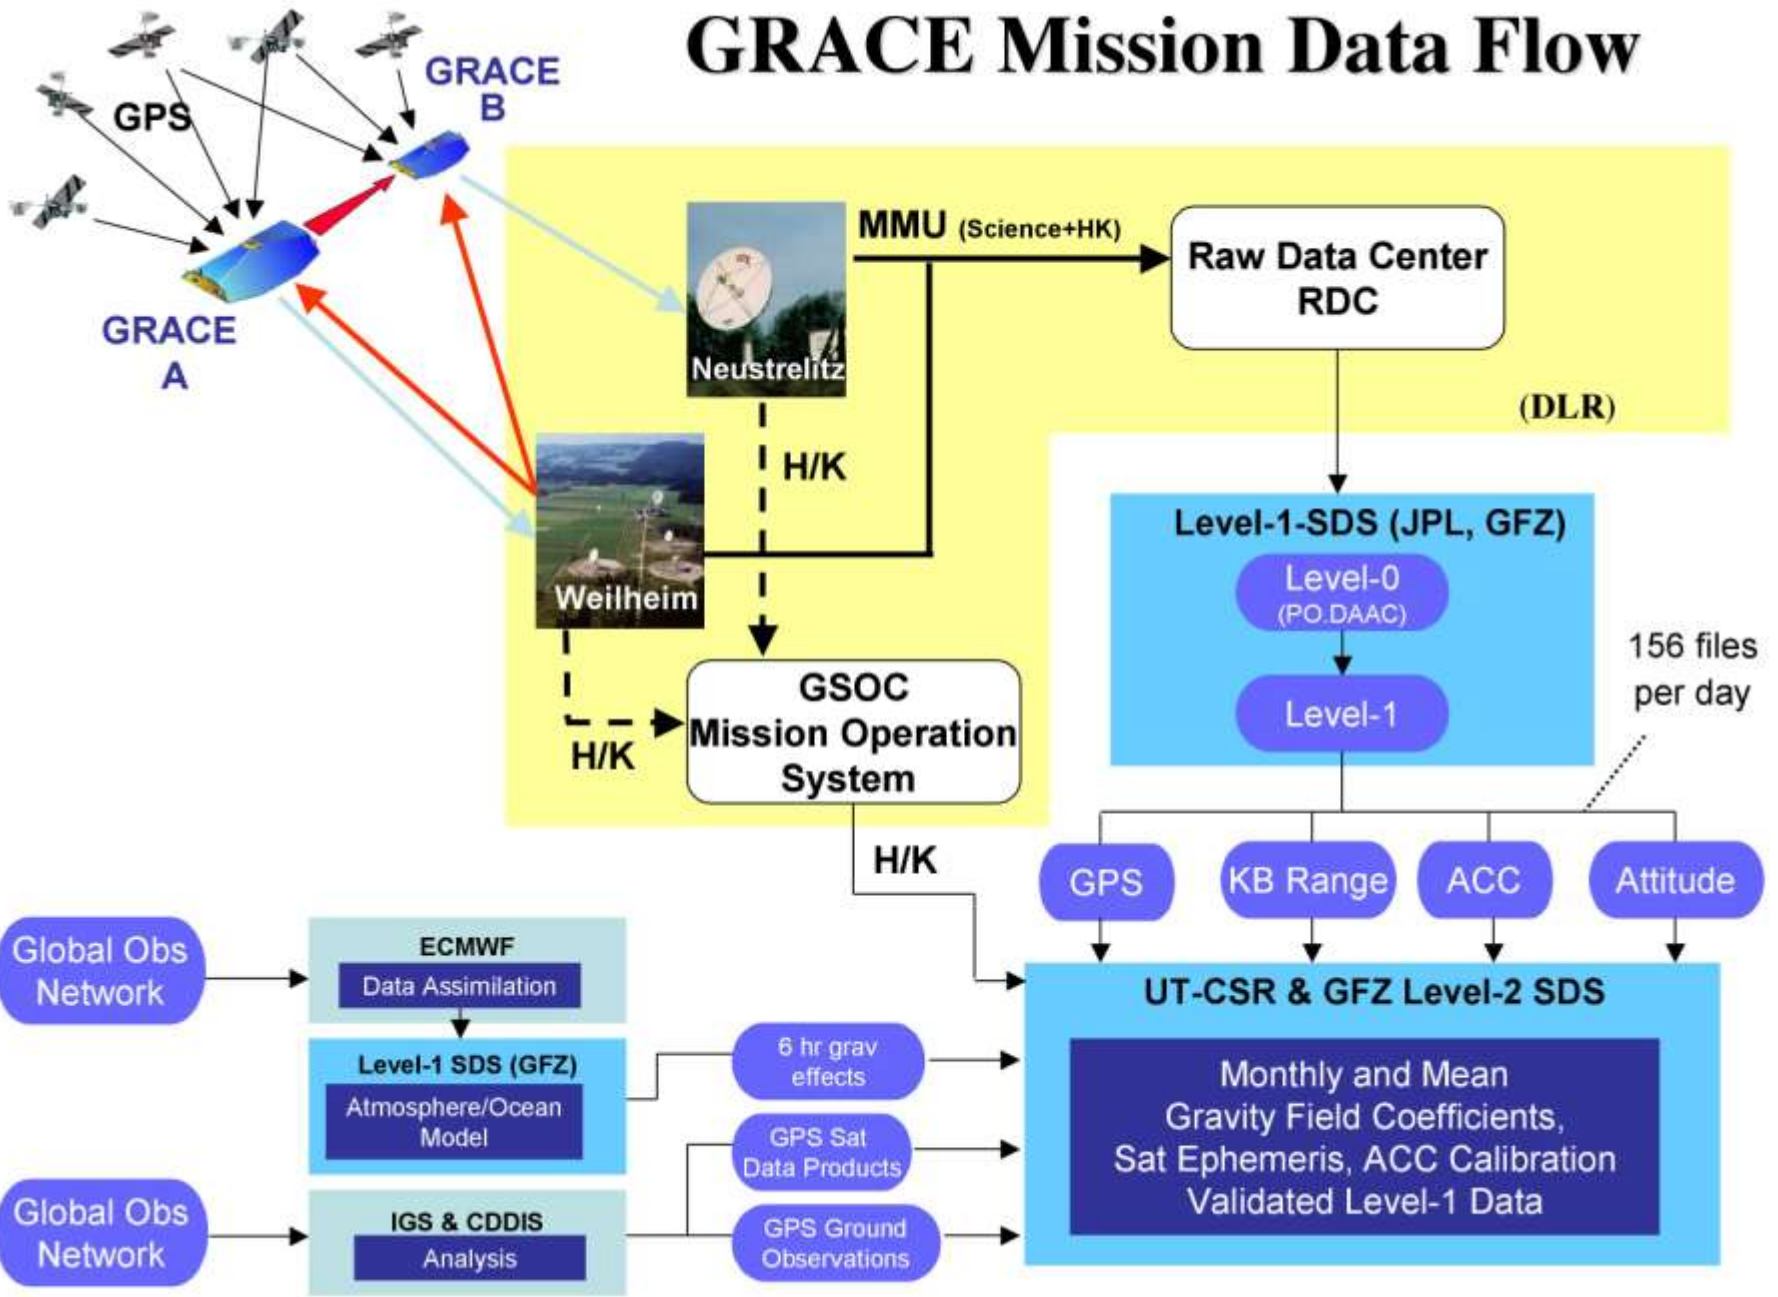 GRACE Mission Data Flow
GRACE
B
GPS
GRACE
A
MMU (Science+HK)
Raw Data Center
RDC
Neustrelitz
(DLR)
H/K
Weilheim
H/K
GSOC
Mission Operation
System
H/K
Level-1-SDS (JPL, GFZ)
Level-0
(PO.DAAC)
Level-1
156 files
per day
GPS
KB Range
ACC
Attitude
Global Obs
Network
ECMWF
Data Assimilation
Level-1 SDS (GFZ)
Atmosphere/Ocean
Model
Global Obs
Network
IGS & CDDIS
Analysis
6 hr grav
effects
GPS Sat
Data Products
GPS Ground
Observations
UT-CSR & GFZ Level-2 SDS
Monthly and Mean
Gravity Field Coefficients,
Sat Ephemeris, ACC Calibration
Validated Level-1 Data